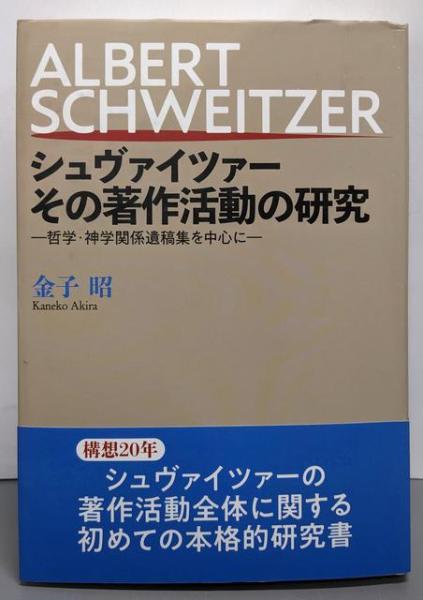 ALBERT
SCHWEITZER
シュヴァイツァー
その著作活動の研究
―哲学・神学関係遺稿集を中心に―
金子 昭
Kaneko Akira
構想20年
シュヴァイツァーの
著作活動全体に関する
初めての本格的研究書